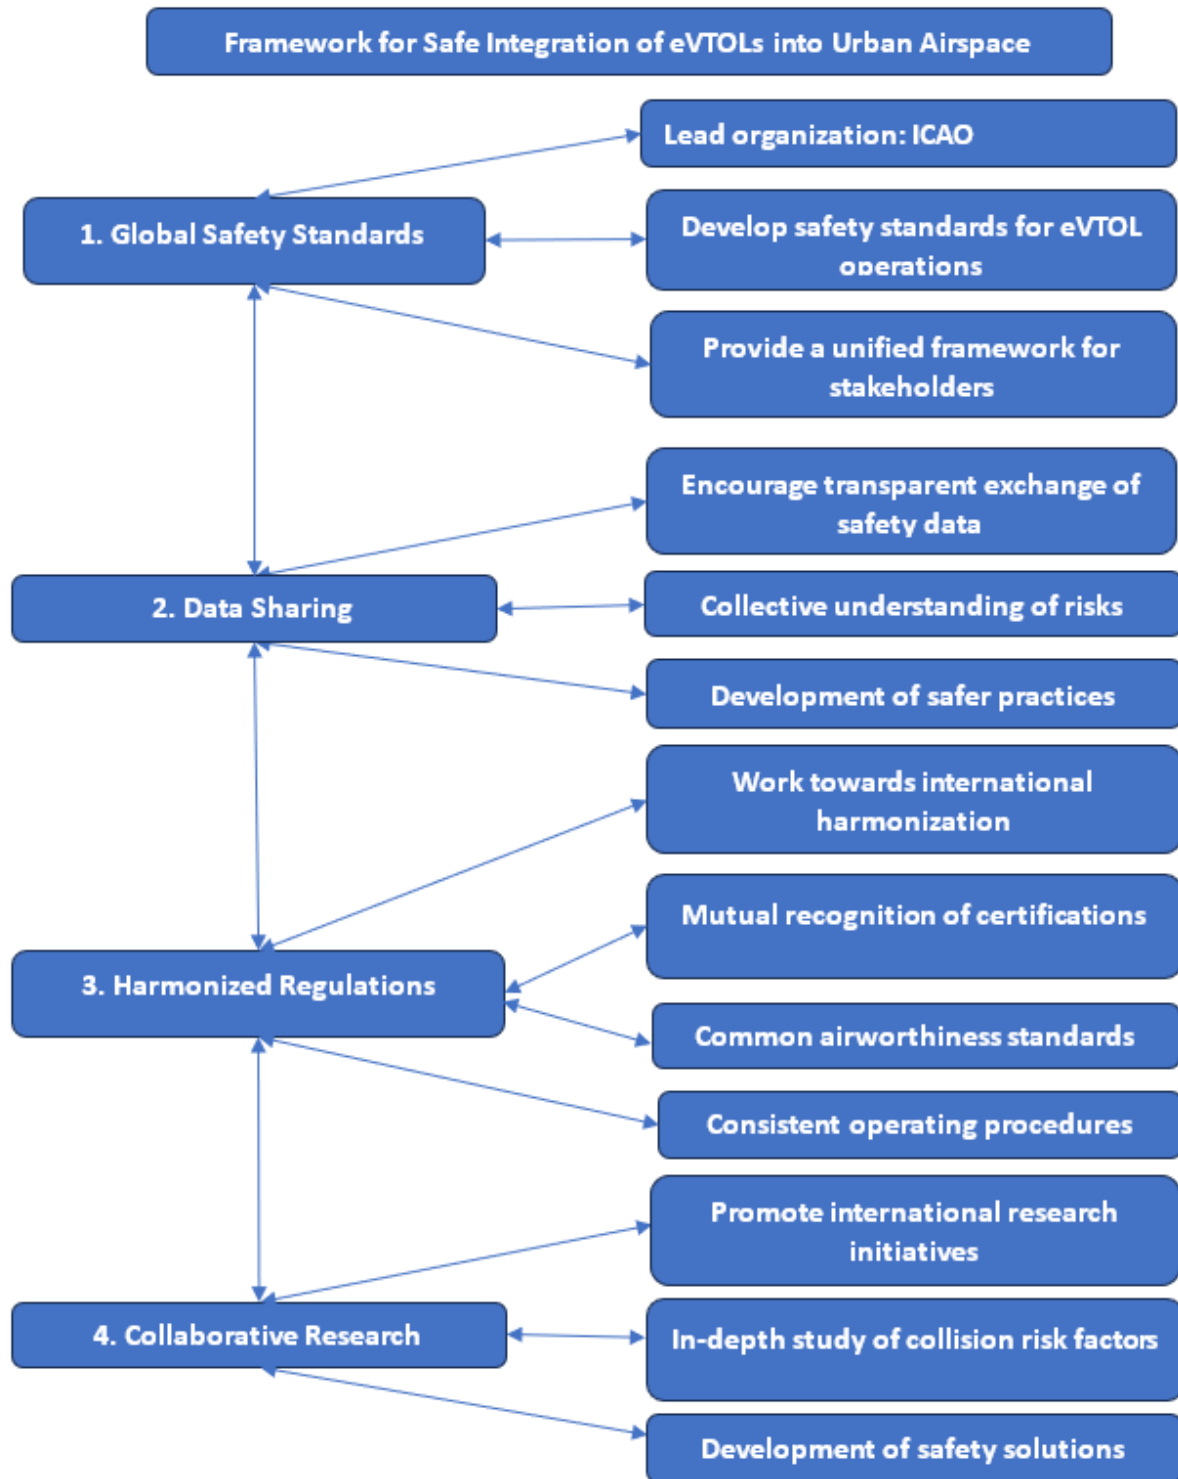 Framework for Safe Integration of eVTOLs into Urban Airspace
Lead organization: ICAO
1. Global Safety Standards
Develop safety standards for eVTOL
operations
Provide a unified framework for
stakeholders
Encourage transparent exchange of
safety data
2. Data Sharing
Collective understanding of risks
Development of safer practices
Work towards international
harmonization
Mutual recognition of certifications
3. Harmonized Regulations
Common airworthiness standards
Consistent operating procedures
Promote international research
initiatives
4. Collaborative Research
In-depth study of collision risk factors
Development of safety solutions